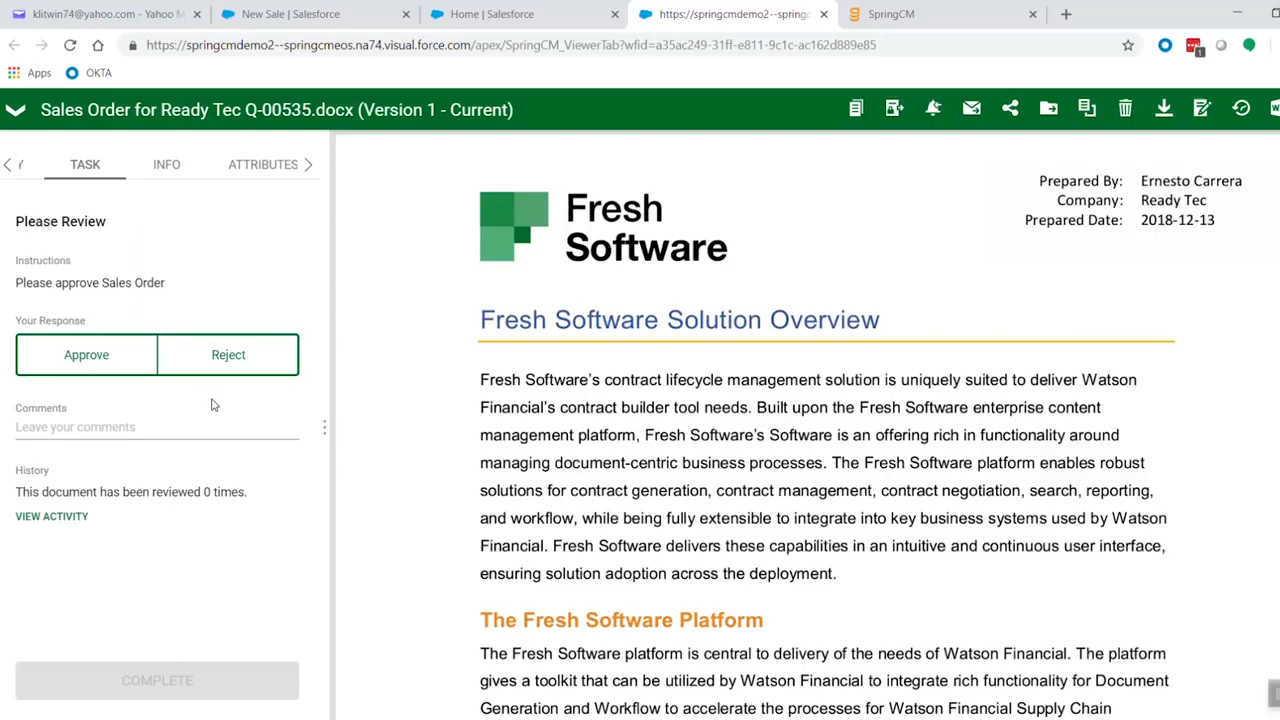 klitwin74@yahoo.com - Yahoo M
New Sale | Salesforce
Home | Salesforce
https://springcmdemo2--springc
SpringCM
https://springcmdemo2--springcmeos.na74.visual.force.com/apex/SpringCM_ViewerTab?wfid=a35ac249-31ff-e811-9c1c-ac162d889e85
1
Apps
OKTA
Sales Order for Ready Tec Q-00535.docx (Version 1 - Current)
Y
TASK
INFO
ATTRIBUTES
Please Review
Instructions
Please approve Sales Order
Your Response
Approve
Reject
Comments
Leave your comments
History
This document has been reviewed 0 times.
VIEW ACTIVITY
COMPLETE
Prepared By: Ernesto Carrera
Company: Ready Tec
Prepared Date: 2018-12-13
Fresh
Software
Fresh Software Solution Overview
Fresh Software's contract lifecycle management solution is uniquely suited to deliver Watson
Financial's contract builder tool needs. Built upon the Fresh Software enterprise content
management platform, Fresh Software's Software is an offering rich in functionality around
managing document-centric business processes. The Fresh Software platform enables robust
solutions for contract generation, contract management, contract negotiation, search, reporting,
and workflow, while being fully extensible to integrate into key business systems used by Watson
Financial. Fresh Software delivers these capabilities in an intuitive and continuous user interface,
ensuring solution adoption across the deployment.
The Fresh Software Platform
The Fresh Software platform is central to delivery of the needs of Watson Financial. The platform
gives a toolkit that can be utilized by Watson Financial to integrate rich functionality for Document
Generation and Workflow to accelerate the processes for Watson Financial Supply Chain